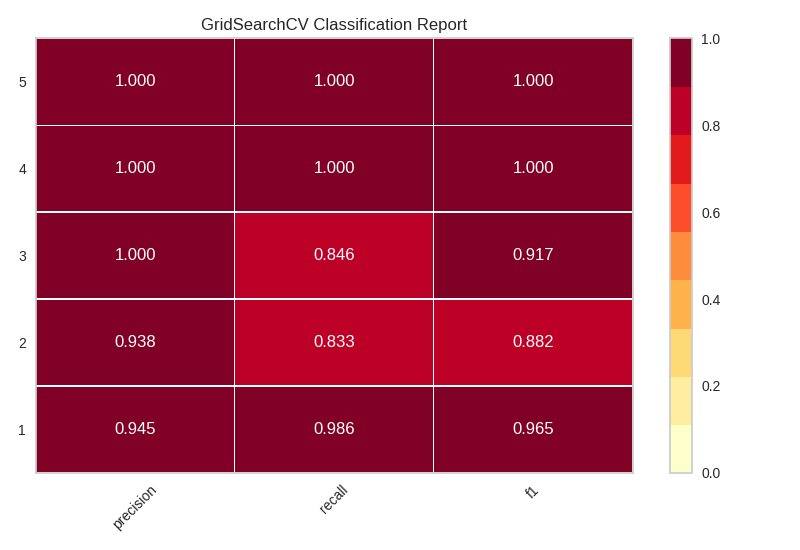 GridSearchCV Classification Report
5 1.000 1.000 1.000
4 1.000 1.000 1.000
3 1.000 0.846 0.917
2 0.938 0.833 0.882
1 0.945 0.986 0.965
precision recall f1
1.0
0.8
0.6
0.4
0.2
0.0